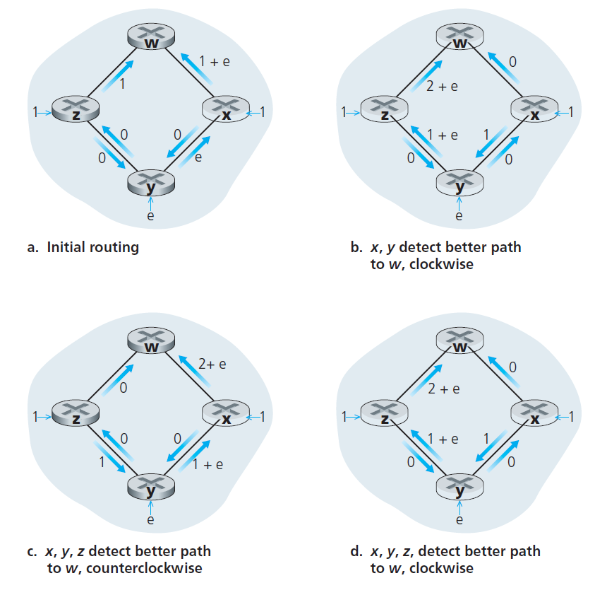 w
1 + e
1
1
z
x
1
0
0
0
e
y
e
a. Initial routing
w
0
2 + e
1
z
x
1
1 + e
1
0
0
y
e
b. x, y detect better path
to w, clockwise
w
2+ e
0
1
z
x
1
0
0
1
1 + e
y
e
c. x, y, z detect better path
to w, counterclockwise
w
0
2 + e
1
z
x
1
1 + e
1
0
0
y
e
d. x, y, z, detect better path
to w, clockwise